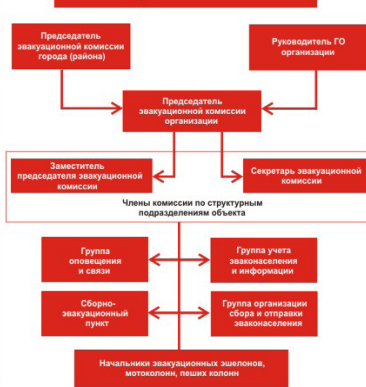 Председатель
эвакуационной комиссии
города (района)
Руководитель ГО
организации
Председатель
эвакуационной комиссии
организации
Заместитель
председателя эвакуационной
комиссии
Секретарь эвакуационной
комиссии
Члены комиссии по структурным
подразделениям объекта
Группа
оповещения
и связи
Группа учета
эваконаселения
и информации
Сборно-
эвакуационный
пункт
Группа организации
сбора и отправки
эваконаселения
Начальники эвакуационных эшелонов,
мотоколонн, пеших колонн